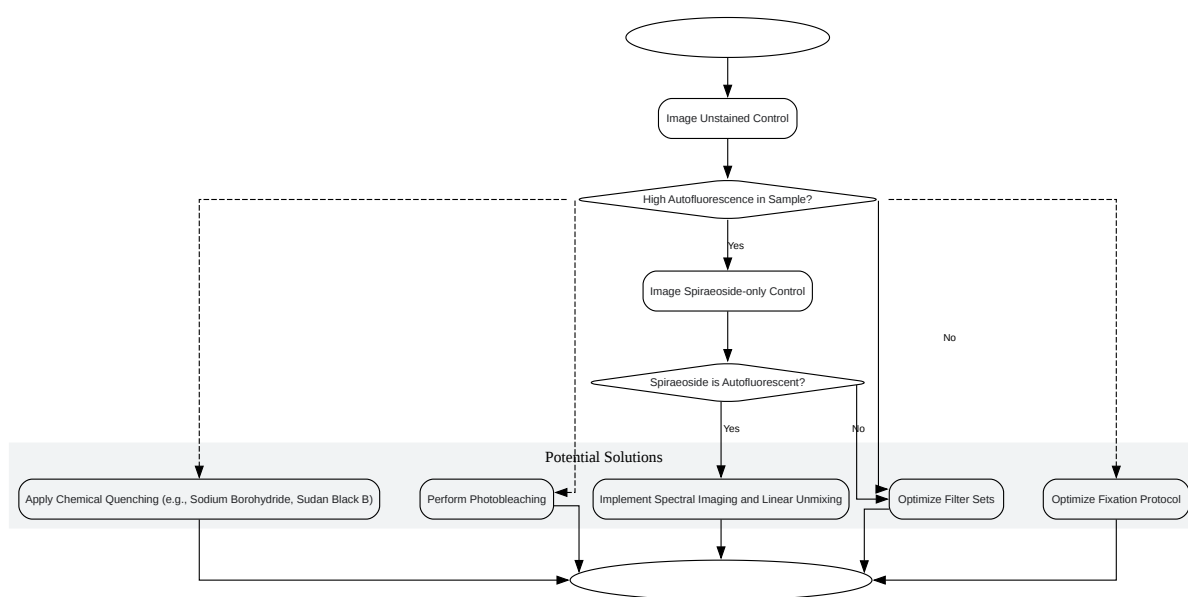 Image Unstained Control
High Autofluorescence in Sample?
Yes
Image Spiraeoside-only Control
No
Spiraeoside is Autofluorescent?
Yes
No
Potential Solutions
Apply Chemical Quenching (e.g., Sodium Borohydride, Sudan Black B)
Perform Photobleaching
Implement Spectral Imaging and Linear Unmixing
Optimize Filter Sets
Optimize Fixation Protocol